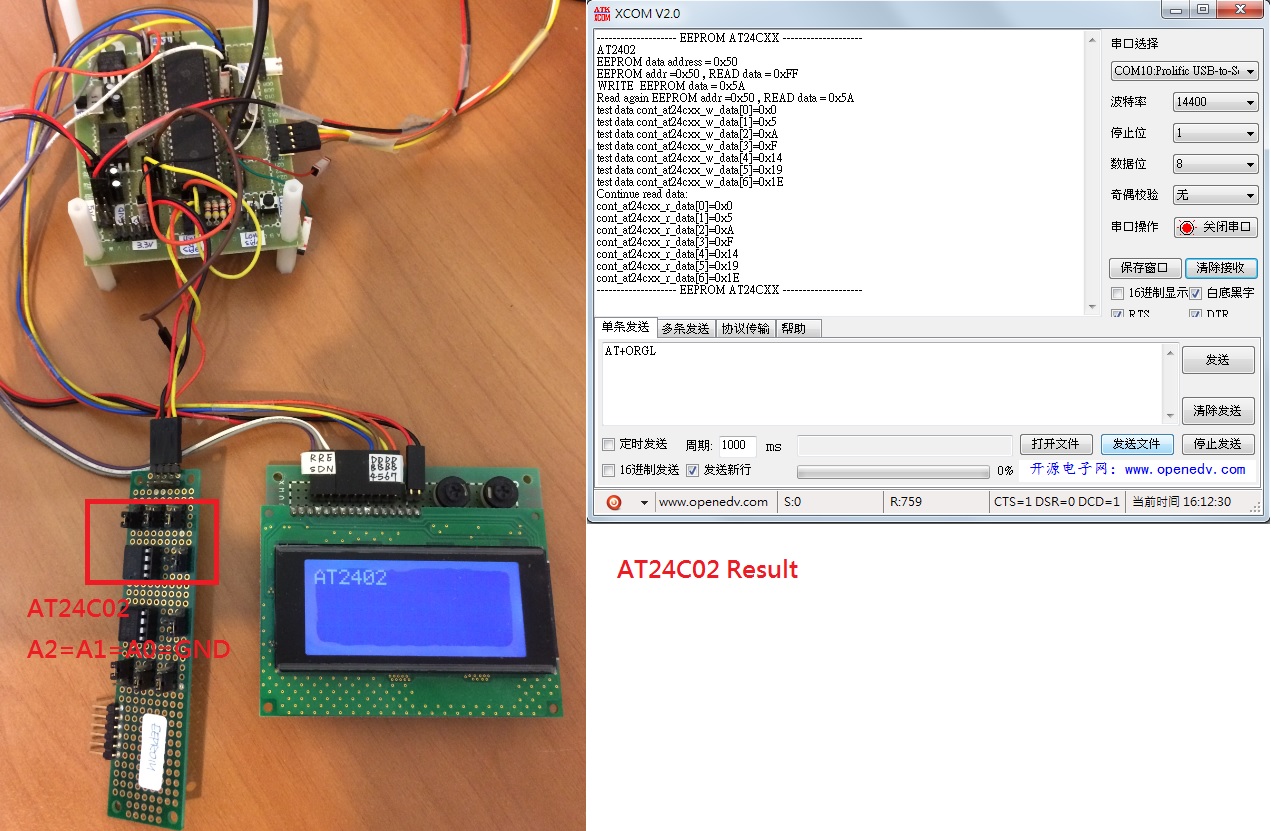 3.3V
RRE
SDN
DDDD
BBBB
4567
AT2402
AT24C02
A2=A1=A0=GND
EEPROM
XCOM V2.0
-------------------- EEPROM AT24CXX --------------------
AT2402
EEPROM data address = 0x50
EEPROM addr =0x50 , READ data = 0xFF
WRITE EEPROM data = 0x5A
Read again EEPROM addr =0x50 , READ data = 0x5A
test data cont_at24cxx_w_data[0]=0x0
test data cont_at24cxx_w_data[1]=0x5
test data cont_at24cxx_w_data[2]=0xA
test data cont_at24cxx_w_data[3]=0xF
test data cont_at24cxx_w_data[4]=0x14
test data cont_at24cxx_w_data[5]=0x19
test data cont_at24cxx_w_data[6]=0x1E
Continue read data:
cont_at24cxx_r_data[0]=0x0
cont_at24cxx_r_data[1]=0x5
cont_at24cxx_r_data[2]=0xA
cont_at24cxx_r_data[3]=0xF
cont_at24cxx_r_data[4]=0x14
cont_at24cxx_r_data[5]=0x19
cont_at24cxx_r_data[6]=0x1E
-------------------- EEPROM AT24CXX --------------------
串口选择
COM10:Prolific USB-to-S
波特率 14400
停止位 1
数据位 8
奇偶校验 无
串口操作 关闭串口
保存窗口 清除接收
16进制显示 白底黑字
RTS DTR
单条发送 多条发送 协议传输 帮助
AT+ORGL
发送
清除发送
定时发送 周期: 1000 ms 打开文件 发送文件 停止发送
16进制发送 发送新行 0% 开源电子网: www.openedv.com
www.openedv.com S:0 R:759 CTS=1 DSR=0 DCD=1 当前时间 16:12:30
AT24C02 Result